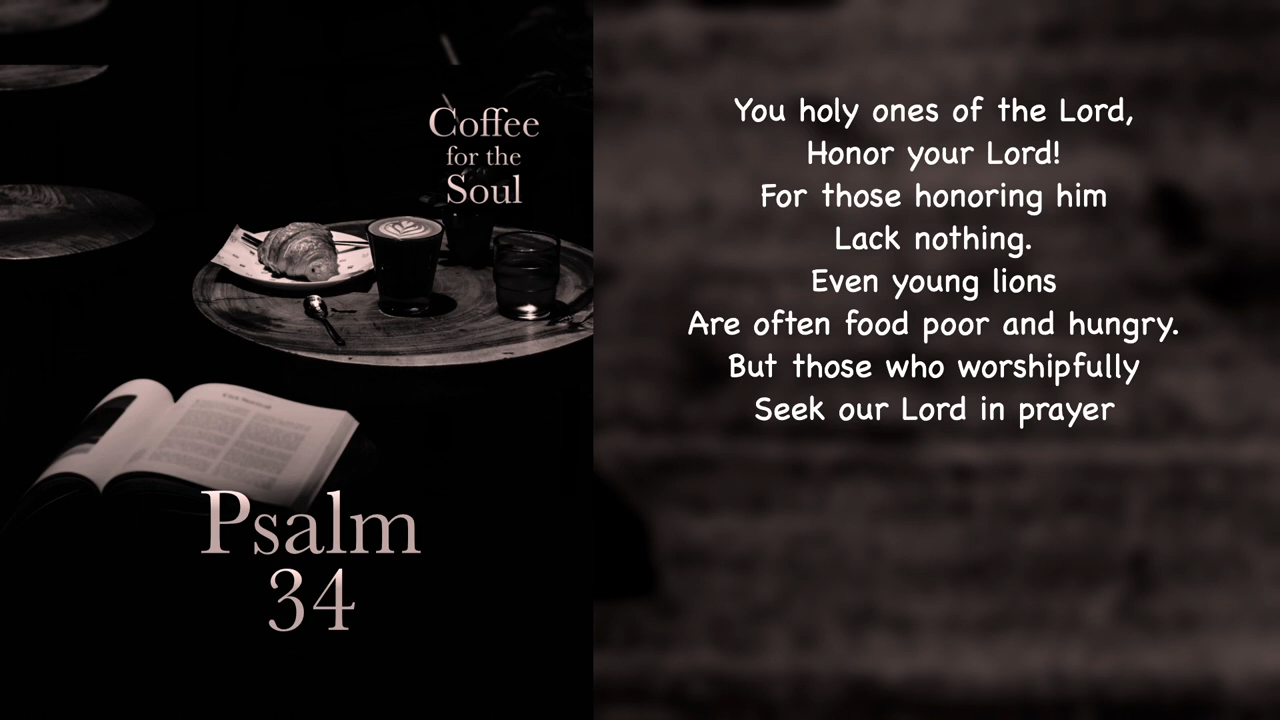 Coffee
for the
Soul
Psalm
34
You holy ones of the Lord,
Honor your Lord!
For those honoring him
Lack nothing.
Even young lions
Are often food poor and hungry.
But those who worshipfully
Seek our Lord in prayer